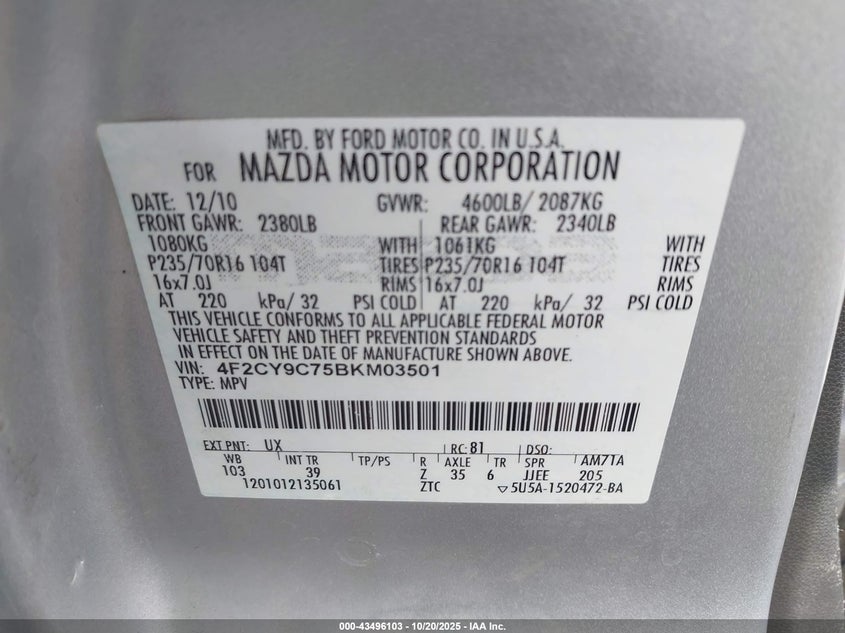 MFD. BY FORD MOTOR CO. IN U.S.A.
FOR MAZDA MOTOR CORPORATION
DATE: 12/10 GVWR: 4600LB/ 2087KG
FRONT GAWR: 2380LB REAR GAWR: 2340LB
1080KG WITH 1061KG WITH
P235/70R16 104T TIRES P235/70R16 104T TIRES
16x7.0J RIMS 16x7.0J RIMS
AT 220 kPa/ 32 PSI COLD AT 220 kPa/ 32 PSI COLD
THIS VEHICLE CONFORMS TO ALL APPLICABLE FEDERAL MOTOR
VEHICLE SAFETY AND THEFT PREVENTION STANDARDS
IN EFFECT ON THE DATE OF MANUFACTURE SHOWN ABOVE.
VIN: 4F2CY9C75BKM03501
TYPE: MPV
EXT PNT: UX RC: 81 DSO:
WB INT TR TP/PS R AXLE TR SPR AM7TA
103 39 Z 35 6 JJEE 205
1201012135061 ZTC 5U5A-1520472-BA
000-43496103 - 10/20/2025 - IAA Inc.